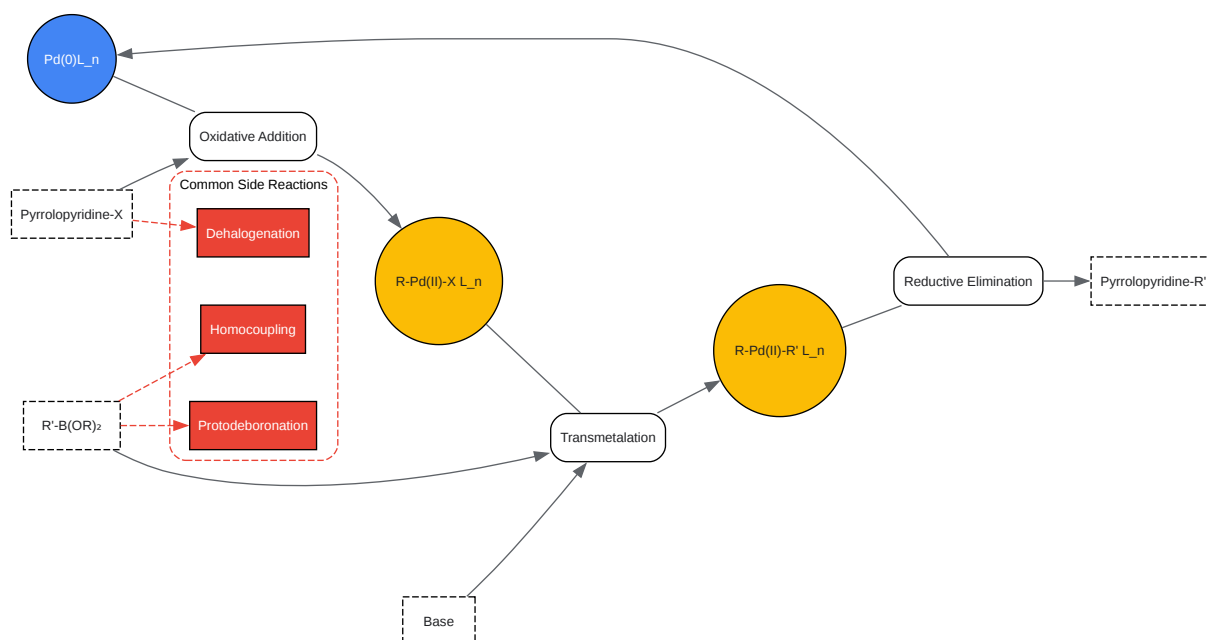 Pd(0)L_n
Oxidative Addition
Pyrrolopyridine-X
Common Side Reactions
Dehalogenation
Homocoupling
Protodeboronation
R'-B(OR)₂
R-Pd(II)-X L_n
Transmetalation
Base
R-Pd(II)-R' L_n
Reductive Elimination
Pyrrolopyridine-R'